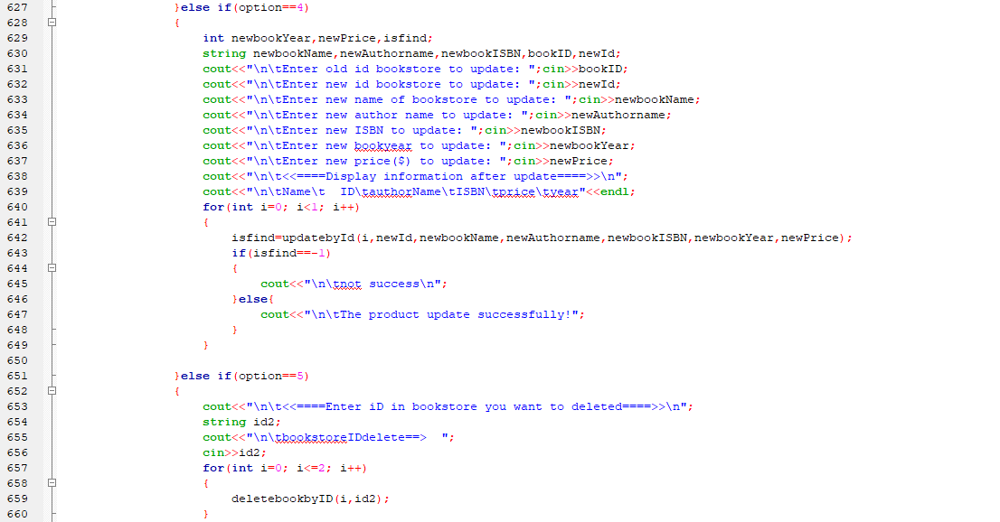 627 }else if(option==4)
628 {
629 int newbookYear,newPrice,isfind;
630 string newbookName,newAuthorname,newbookISBN,bookID,newId;
631 cout<<"\n\tEnter old id bookstore to update: ";cin>>bookID;
632 cout<<"\n\tEnter new id bookstore to update: ";cin>>newId;
633 cout<<"\n\tEnter new name of bookstore to update: ";cin>>newbookName;
634 cout<<"\n\tEnter new author name to update: ";cin>>newAuthorname;
635 cout<<"\n\tEnter new ISBN to update: ";cin>>newbookISBN;
636 cout<<"\n\tEnter new bookyear to update: ";cin>>newbookYear;
637 cout<<"\n\tEnter new price($) to update: ";cin>>newPrice;
638 cout<<"\n\t<<====Display information after update====>>\n";
639 cout<<"\n\tName\t  ID\tauthorName\tISBN\tprice\tyear"<<endl;
640 for(int i=0; i<1; i++)
641 {
642 isfind=updatebyId(i,newId,newbookName,newAuthorname,newbookISBN,newbookYear,newPrice);
643 if(isfind==-1)
644 {
645 cout<<"\n\tnot success\n";
646 }else{
647 cout<<"\n\tThe product update successfully!";
648 }
649 }
650
651 }else if(option==5)
652 {
653 cout<<"\n\t<<====Enter iD in bookstore you want to deleted====>>\n";
654 string id2;
655 cout<<"\n\tbookstoreIDdelete==>  ";
656 cin>>id2;
657 for(int i=0; i<=2; i++)
658 {
659 deletebookbyID(i,id2);
660 }